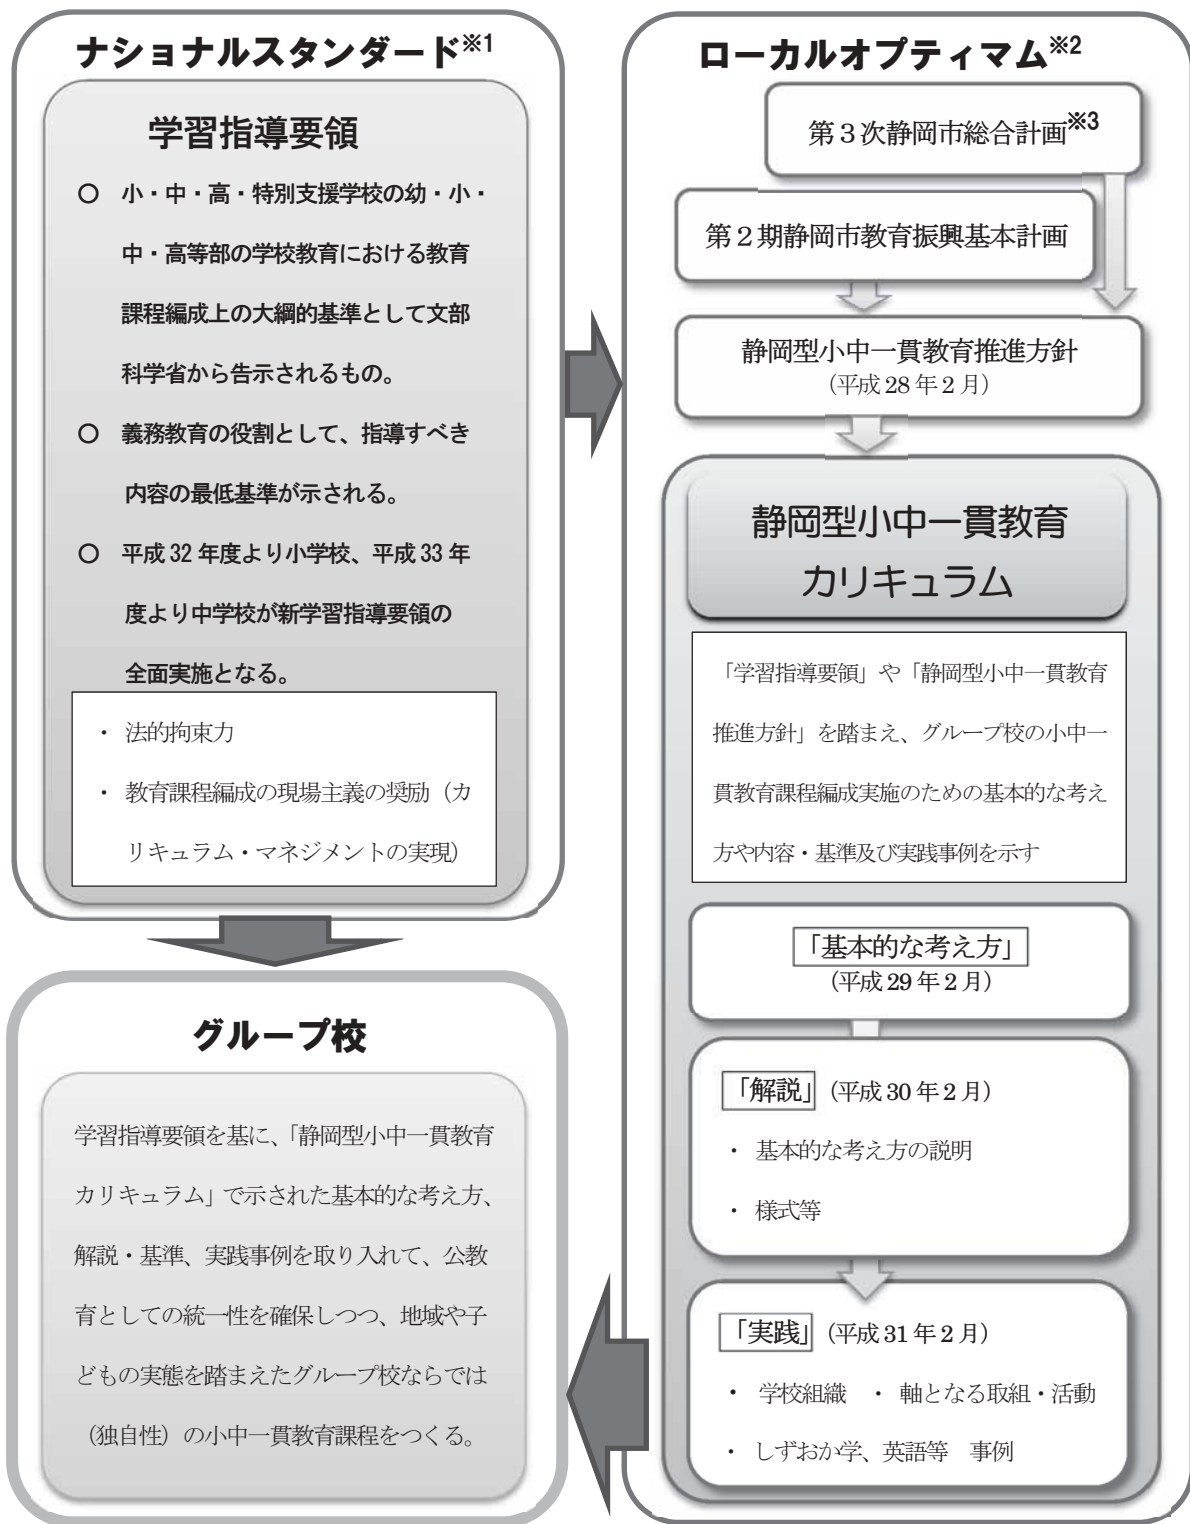 ナショナルスタンダード※1
学習指導要領
○ 小・中・高・特別支援学校の幼・小・
中・高等部の学校教育における教育
課程編成上の大綱的基準として文部
科学省から告示されるもの。
○ 義務教育の役割として、指導すべき
内容の最低基準が示される。
○ 平成 32 年度より小学校、平成 33 年
度より中学校が新学習指導要領の
全面実施となる。
・ 法的拘束力
・ 教育課程編成の現場主義の奨励（カ
リキュラム・マネジメントの実現）
グループ校
学習指導要領を基に、「静岡型小中一貫教育
カリキュラム」で示された基本的な考え方、
解説・基準、実践事例を取り入れて、公教
育としての統一性を確保しつつ、地域や子
どもの実態を踏まえたグループ校ならでは
（独自性）の小中一貫教育課程をつくる。
ローカルオプティマム※2
第３次静岡市総合計画※3
第２期静岡市教育振興基本計画
静岡型小中一貫教育推進方針
（平成 28 年 2 月）
静岡型小中一貫教育
カリキュラム
「学習指導要領」や「静岡型小中一貫教育
推進方針」を踏まえ、グループ校の小中一
貫教育課程編成実施のための基本的な考え
方や内容・基準及び実践事例を示す
「基本的な考え方」
（平成 29 年 2 月）
「解説」（平成 30 年 2 月）
・ 基本的な考え方の説明
・ 様式等
「実践」（平成 31 年 2 月）
・ 学校組織 ・ 軸となる取組・活動
・ しずおか学、英語等 事例